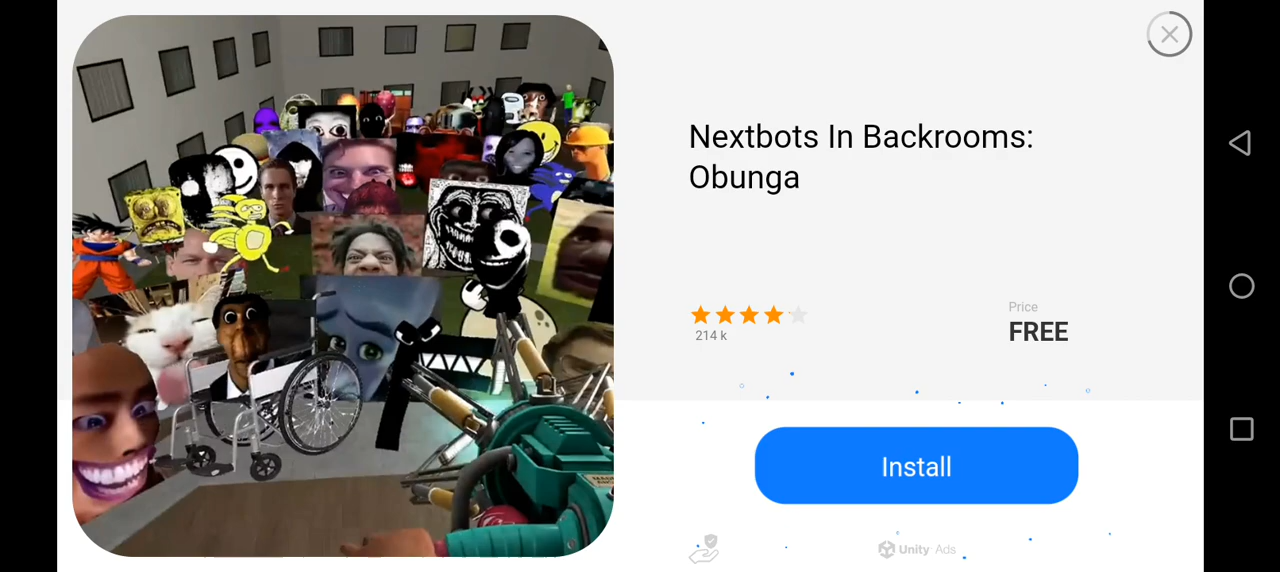 Nextbots In Backrooms:
Obunga
214 k
Price
FREE
Install
Unity Ads